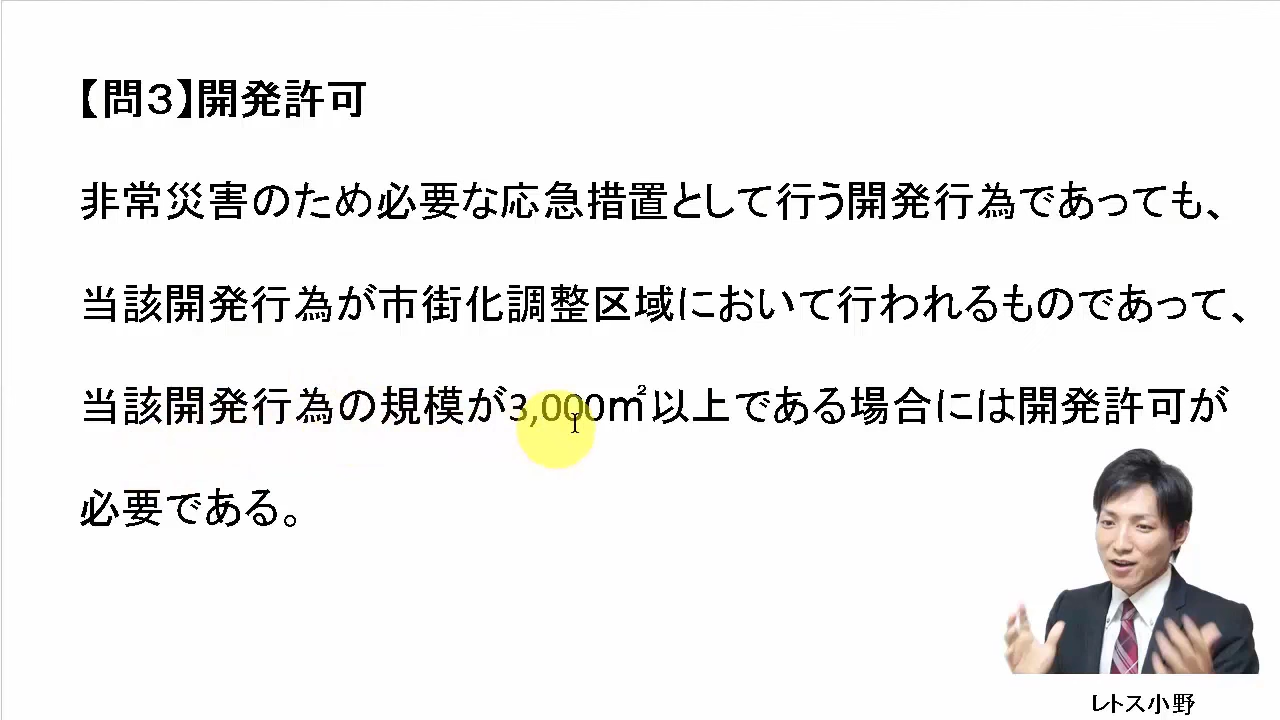 【問3】開発許可
非常災害のため必要な応急措置として行う開発行為であっても、
当該開発行為が市街化調整区域において行われるものであって、
当該開発行為の規模が3,000㎡以上である場合には開発許可が
必要である。
レトス小野